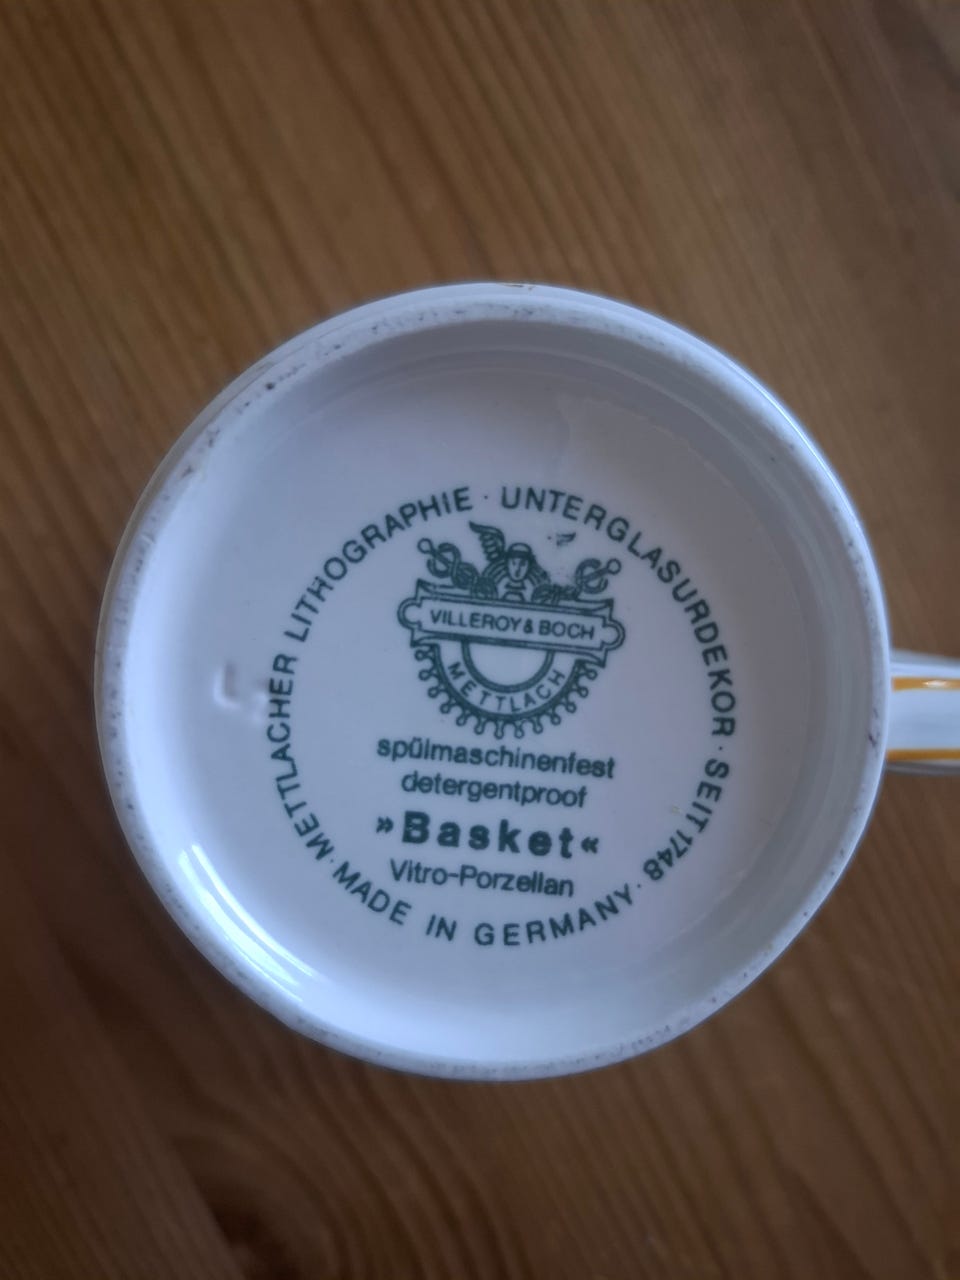 METTLACHER LITHOGRAPHIE · UNTERGLASURDEKOR · SEIT 1748 · MADE IN GERMANY ·
VILLEROY & BOCH
METTLACH
spülmaschinenfest
detergentproof
»Basket«
Vitro-Porzellan